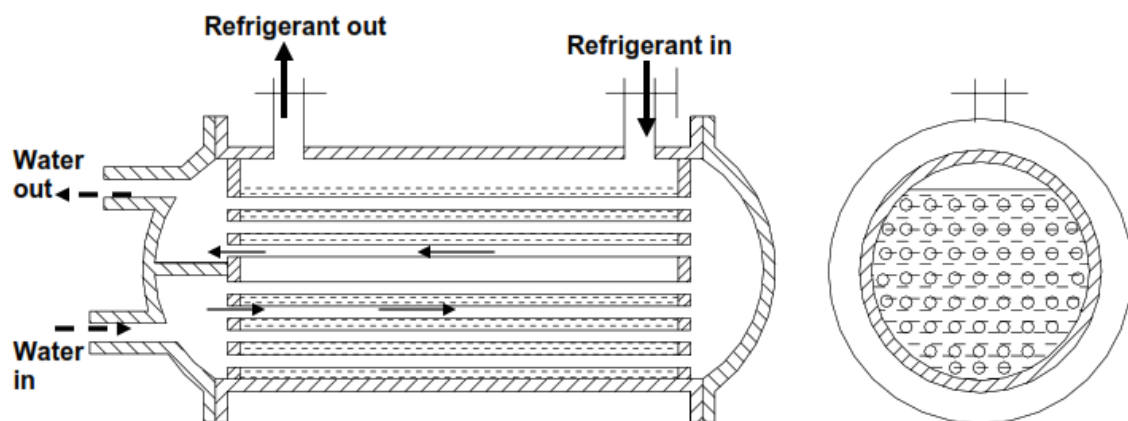 Refrigerant out
Refrigerant in
Water
out
Water
in